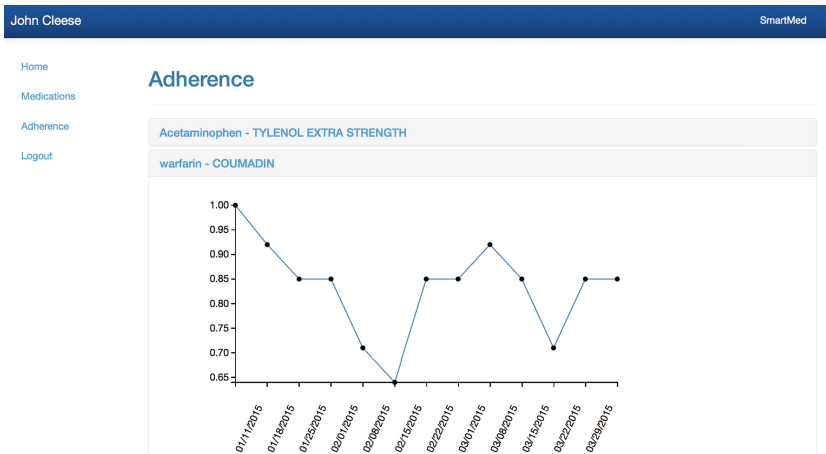 John Cleese
SmartMed
Home
Medications
Adherence
Logout
Adherence
Acetaminophen - TYLENOL EXTRA STRENGTH
warfarin - COUMADIN
1.00
0.95
0.90
0.85
0.80
0.75
0.70
0.65
01/11/2015
01/18/2015
01/25/2015
02/01/2015
02/08/2015
02/15/2015
02/22/2015
03/01/2015
03/08/2015
03/15/2015
03/22/2015
03/29/2015